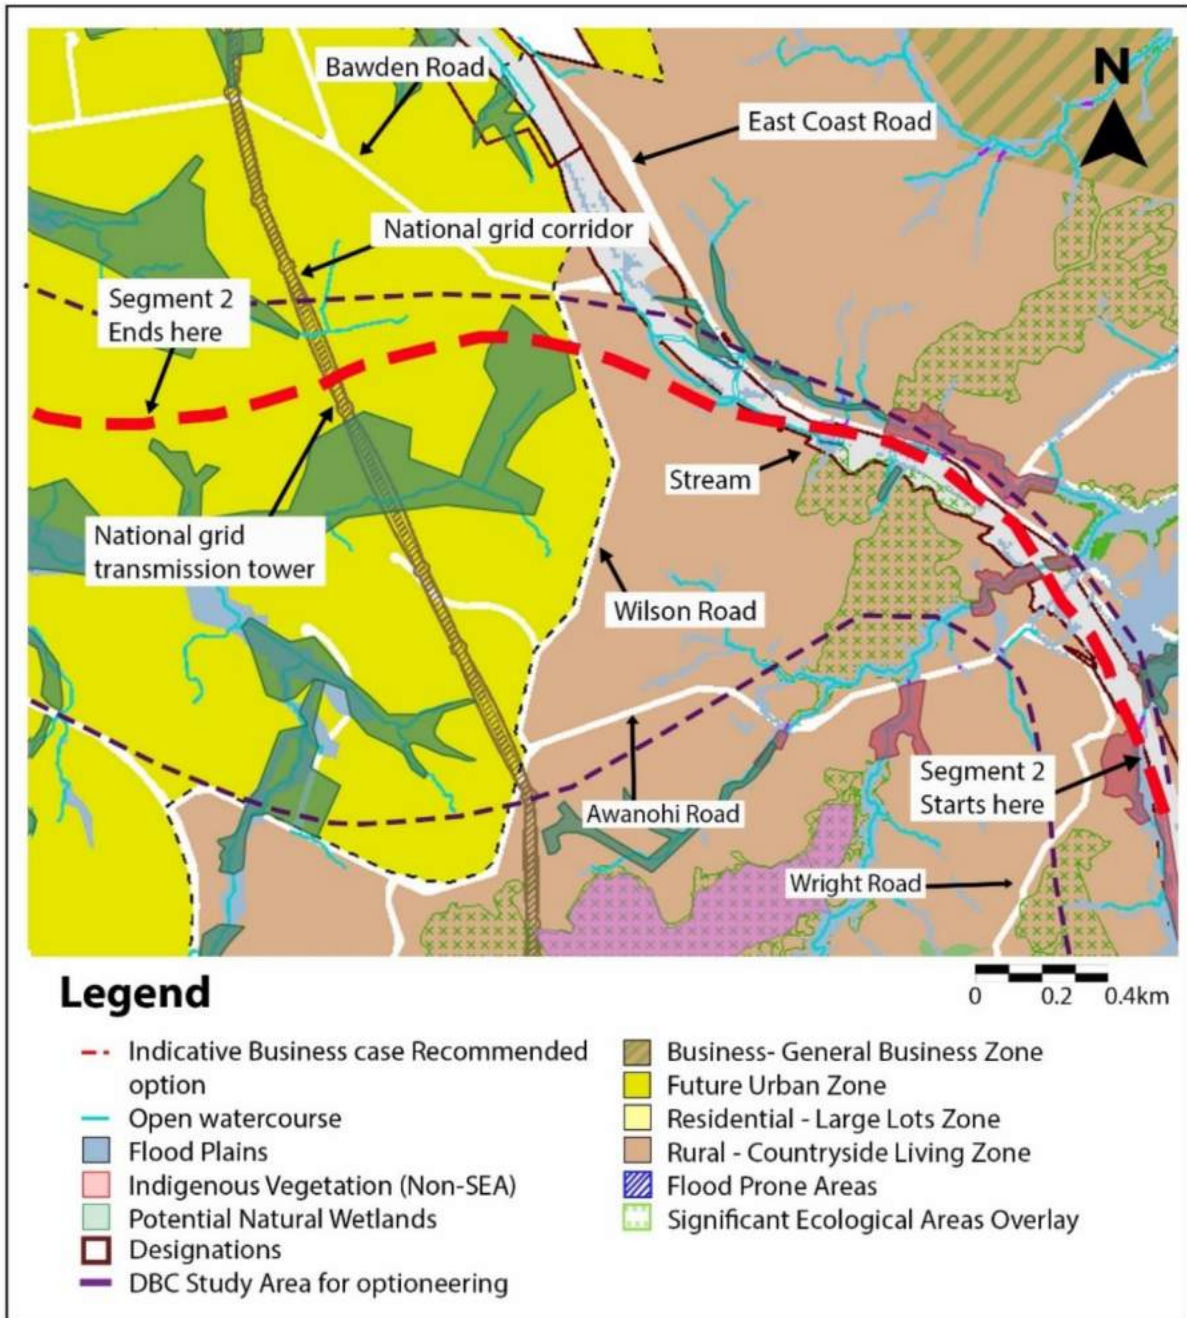 Bawden Road
N
East Coast Road
National grid corridor
Segment 2
Ends here
Stream
National grid
transmission tower
Wilson Road
Segment 2
Starts here
Awanohi Road
Wright Road
Legend
0 0.2 0.4km
Indicative Business case Recommended
option
Open watercourse
Flood Plains
Indigenous Vegetation (Non-SEA)
Potential Natural Wetlands
Designations
DBC Study Area for optioneering
Business- General Business Zone
Future Urban Zone
Residential - Large Lots Zone
Rural - Countryside Living Zone
Flood Prone Areas
Significant Ecological Areas Overlay